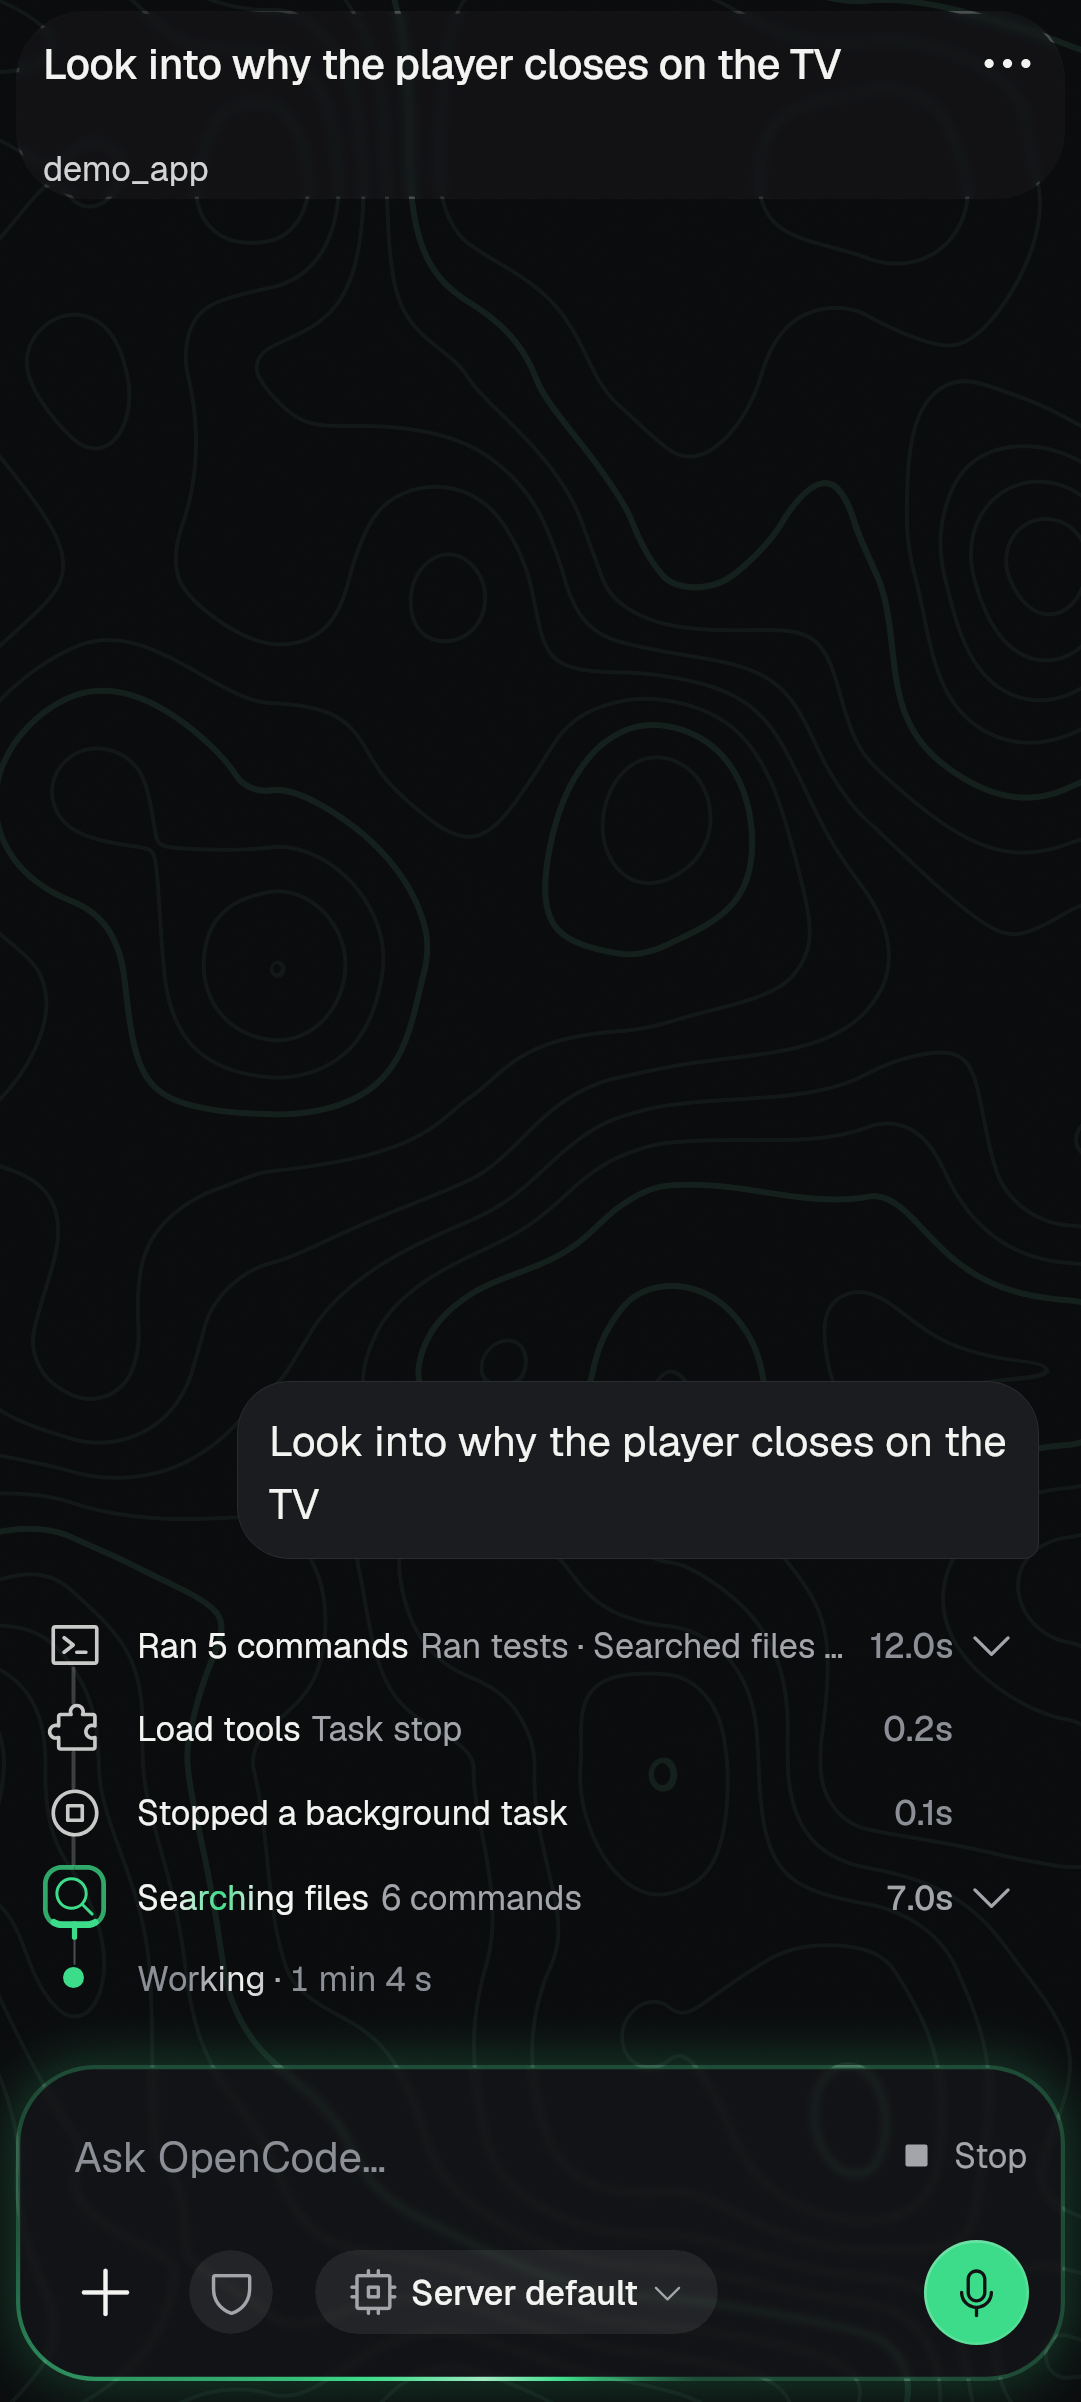 Look into why the player closes on the TV
demo_app
Look into why the player closes on the
TV
Ran 5 commands Ran tests · Searched files ... 12.0s
Load tools Task stop 0.2s
Stopped a background task 0.1s
Searching files 6 commands 7.0s
Working · 1 min 4 s
Ask OpenCode...
Stop
Server default